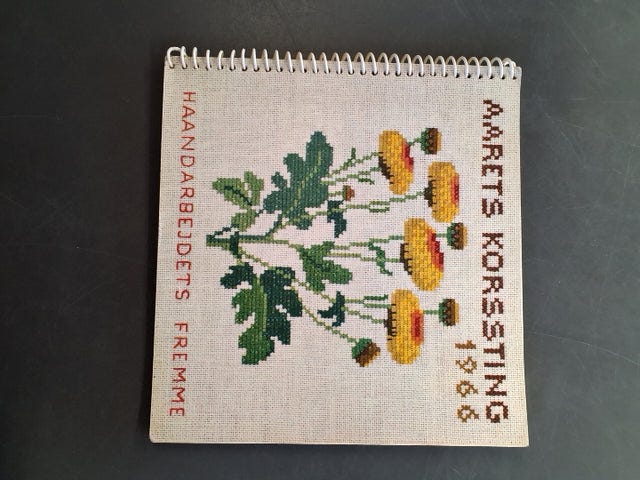 AARETS KORSSTING
1966
HAANDARBEJDETS FREMME